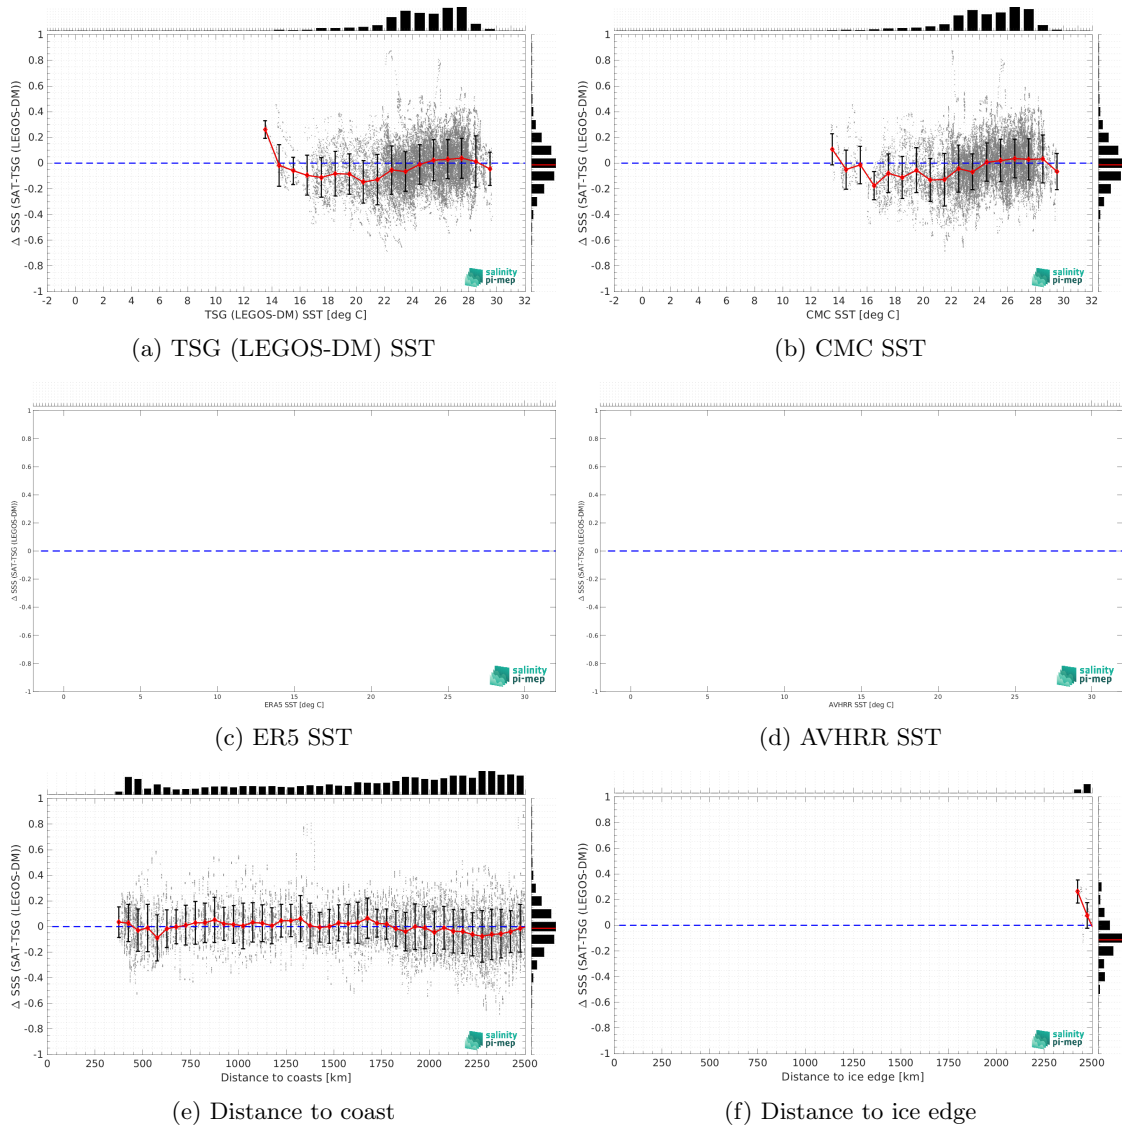 1
0.8
0.6
0.4
0.2
0
-0.2
-0.4
-0.6
-0.8
-1
Δ SSS (SAT-TSG (LEGOS-DM))
-2 0 2 4 6 8 10 12 14 16 18 20 22 24 26 28 30 32
TSG (LEGOS-DM) SST [deg C]
salinity
pi-mep
(a) TSG (LEGOS-DM) SST
1
0.8
0.6
0.4
0.2
0
-0.2
-0.4
-0.6
-0.8
-1
Δ SSS (SAT-TSG (LEGOS-DM))
-2 0 2 4 6 8 10 12 14 16 18 20 22 24 26 28 30 32
CMC SST [deg C]
salinity
pi-mep
(b) CMC SST
1
0.8
0.6
0.4
0.2
0
-0.2
-0.4
-0.6
-0.8
-1
Δ SSS (SAT-TSG (LEGOS-DM))
0 5 10 15 20 25 30
ERA5 SST [deg C]
salinity
pi-mep
(c) ER5 SST
1
0.8
0.6
0.4
0.2
0
-0.2
-0.4
-0.6
-0.8
-1
Δ SSS (SAT-TSG (LEGOS-DM))
0 5 10 15 20 25 30
AVHRR SST [deg C]
salinity
pi-mep
(d) AVHRR SST
1
0.8
0.6
0.4
0.2
0
-0.2
-0.4
-0.6
-0.8
-1
Δ SSS (SAT-TSG (LEGOS-DM))
0 250 500 750 1000 1250 1500 1750 2000 2250 2500
Distance to coasts [km]
salinity
pi-mep
(e) Distance to coast
1
0.8
0.6
0.4
0.2
0
-0.2
-0.4
-0.6
-0.8
-1
Δ SSS (SAT-TSG (LEGOS-DM))
0 250 500 750 1000 1250 1500 1750 2000 2250 2500
Distance to ice edge [km]
salinity
pi-mep
(f) Distance to ice edge